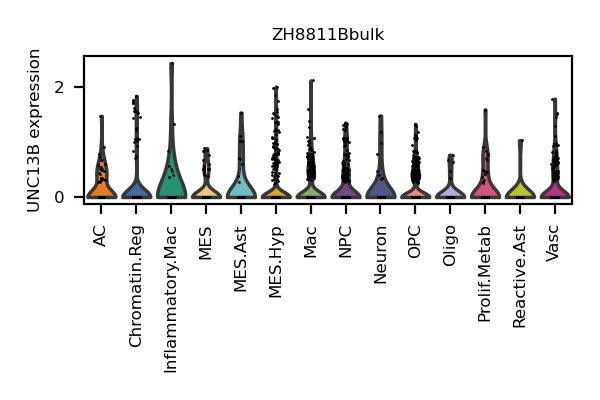 ZH8811Bbulk
UNC13B expression
2
0
AC
Chromatin.Reg
Inflammatory.Mac
MES
MES.Ast
MES.Hyp
Mac
NPC
Neuron
OPC
Oligo
Prolif.Metab
Reactive.Ast
Vasc